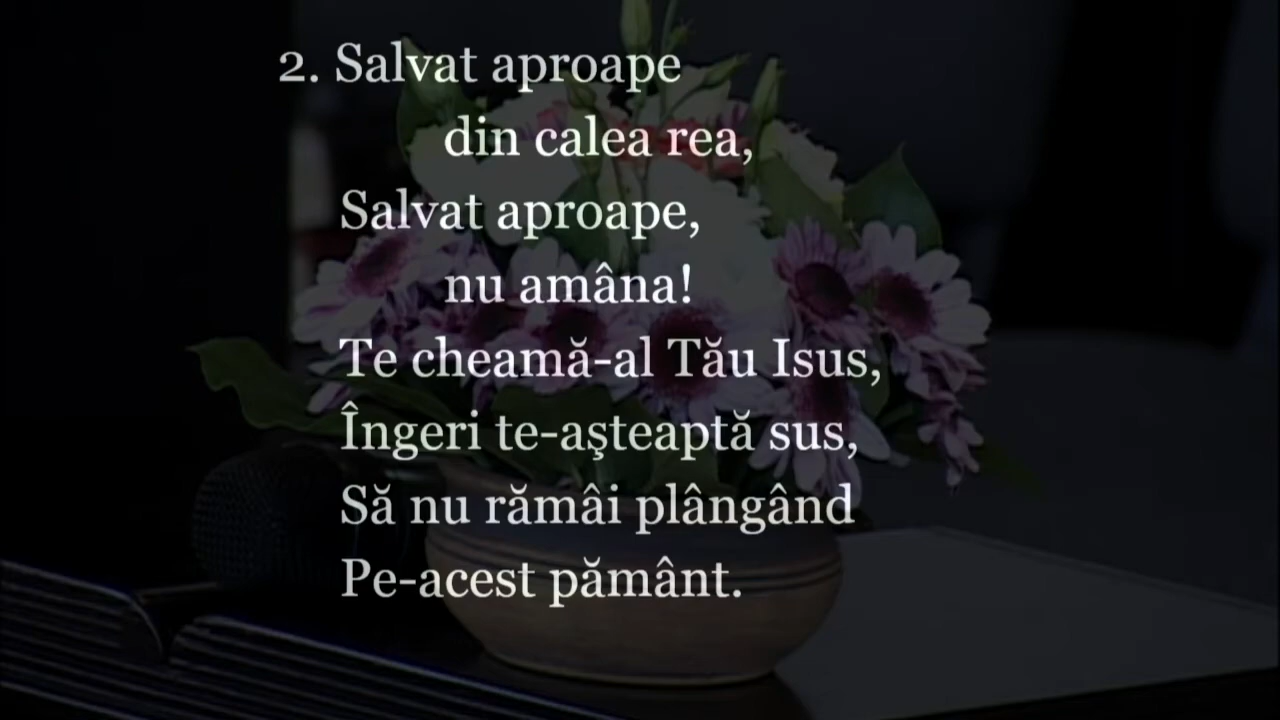 2. Salvat aproape
din calea rea,
Salvat aproape,
nu amâna!
Te cheamă-al Tău Isus,
Îngeri te-aşteaptă sus,
Să nu rămâi plângând
Pe-acest pământ.